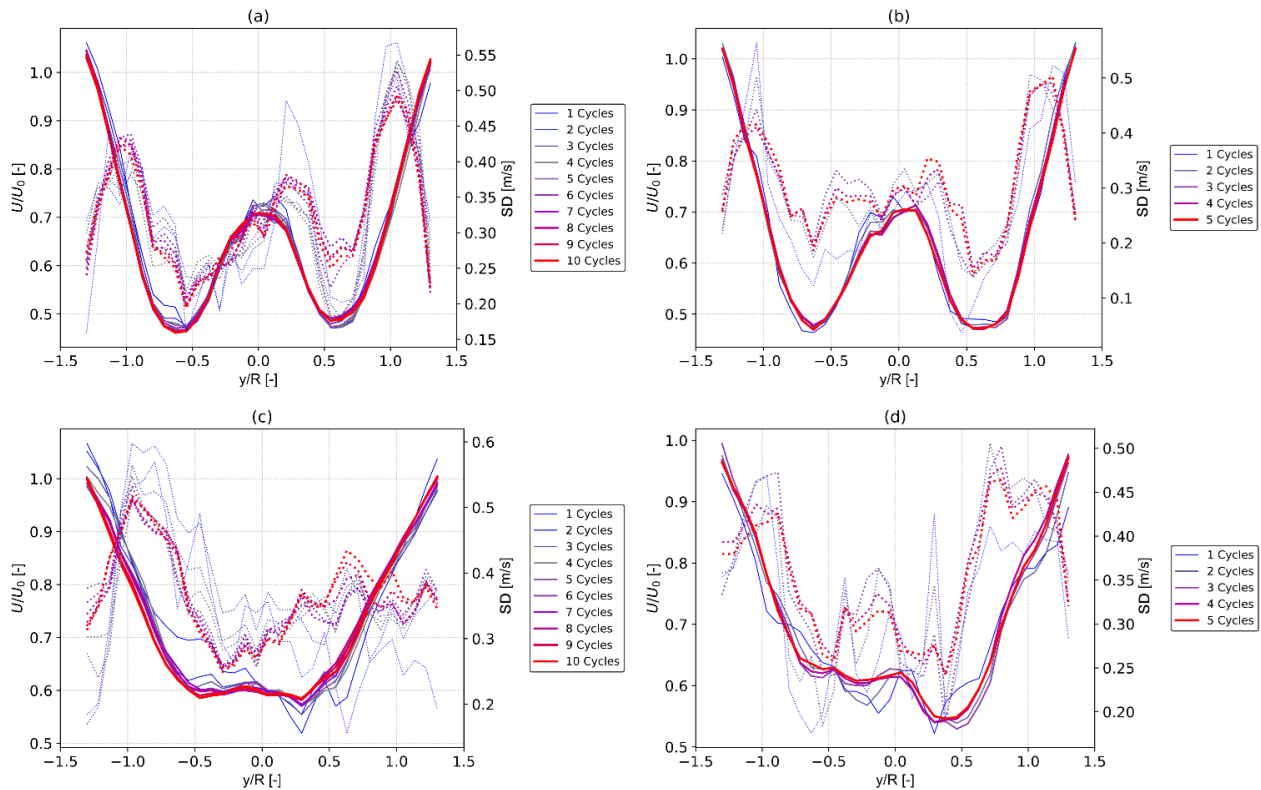 (a)
U/U0 [-]
1.0
0.9
0.8
0.7
0.6
0.5
−1.5 −1.0 −0.5 0.0 0.5 1.0 1.5
y/R [-]
0.55
0.50
0.45
0.40
0.35
0.30
0.25
0.20
0.15
SD [m/s]
1 Cycles
2 Cycles
3 Cycles
4 Cycles
5 Cycles
6 Cycles
7 Cycles
8 Cycles
9 Cycles
10 Cycles
(b)
U/U0 [-]
1.0
0.9
0.8
0.7
0.6
0.5
−1.5 −1.0 −0.5 0.0 0.5 1.0 1.5
y/R [-]
0.5
0.4
0.3
0.2
0.1
SD [m/s]
1 Cycles
2 Cycles
3 Cycles
4 Cycles
5 Cycles
(c)
U/U0 [-]
1.0
0.9
0.8
0.7
0.6
0.5
−1.5 −1.0 −0.5 0.0 0.5 1.0 1.5
y/R [-]
0.6
0.5
0.4
0.3
0.2
SD [m/s]
1 Cycles
2 Cycles
3 Cycles
4 Cycles
5 Cycles
6 Cycles
7 Cycles
8 Cycles
9 Cycles
10 Cycles
(d)
U/U0 [-]
1.0
0.9
0.8
0.7
0.6
0.5
−1.5 −1.0 −0.5 0.0 0.5 1.0 1.5
y/R [-]
0.50
0.45
0.40
0.35
0.30
0.25
0.20
SD [m/s]
1 Cycles
2 Cycles
3 Cycles
4 Cycles
5 Cycles